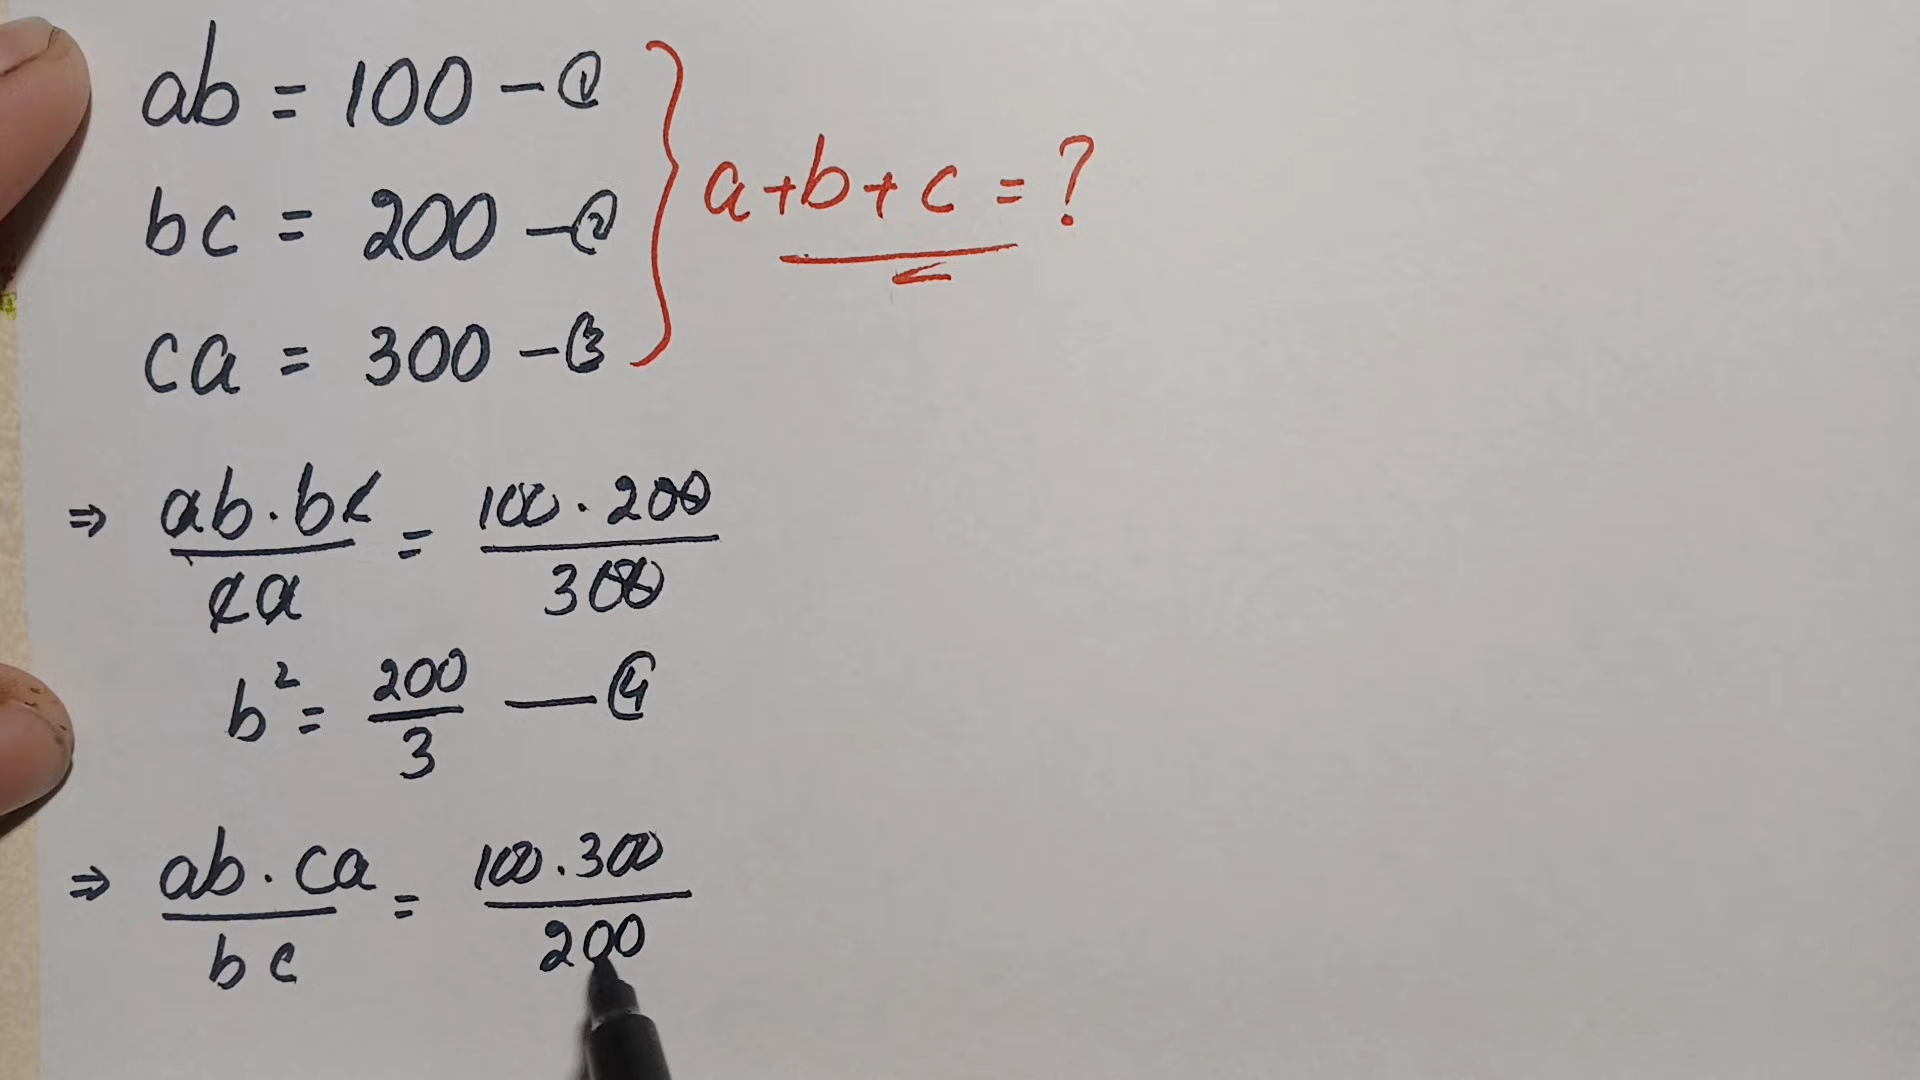 ab = 100 — ①
bc = 200 — ②
ca = 300 — ③
a+b+c = ?
⇒ ab·bc / ca = 100·200 / 300
b² = 200/3 — ④
⇒ ab·ca / bc = 100·300 / 200